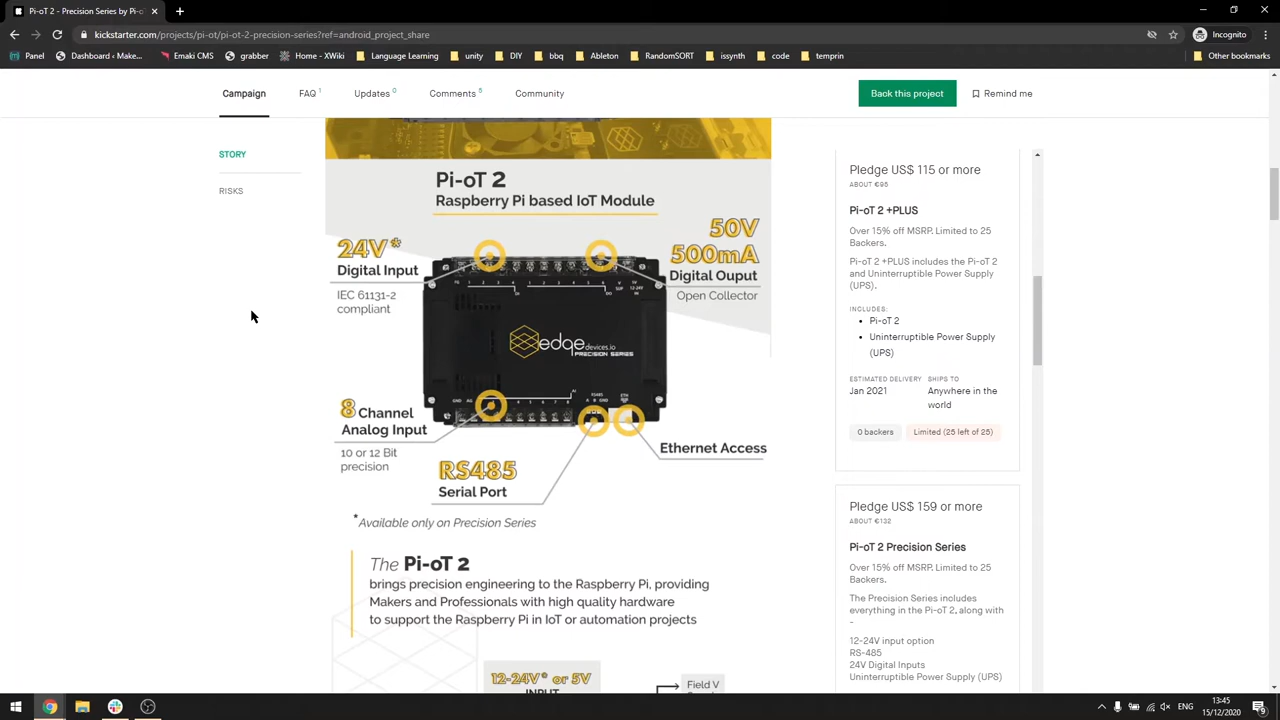 Pi-oT 2 - Raspberry Pi based Io
kickstarter.com/projects/pi-ot/pi-ot-2?ref=project_share
Incognito
Panel
Dashboard < Make...
Emaki CMS
grabber
Home - XWiki
Language Learning
unity
DIY
bbq
Ableton
RandomSORT
issynth
code
temprin
Other bookmarks
Campaign
FAQ 1
Updates 0
Comments 5
Community
Back this project
Remind me
STORY
RISKS
Pi-oT 2
Raspberry Pi based IoT Module
24V*
Digital Input
IEC 61131-2
compliant
50V
500mA
Digital Ouput
Open Collector
edgedevices.io
PRECISION SERIES
8 Channel
Analog Input
10 or 12 Bit
precision
RS485
Serial Port
Ethernet Access
*Available only on Precision Series
The Pi-oT 2
brings precision engineering to the Raspberry Pi, providing
Makers and Professionals with high quality hardware
to support the Raspberry Pi in IoT or automation projects
12-24V* or 5V
INPUT
Field V
Pledge US$ 115 or more
ABOUT €95
Pi-oT 2 +PLUS
Over 15% off MSRP. Limited to 25
Backers.
Pi-oT 2 +PLUS includes the Pi-oT 2
and Uninterruptible Power Supply
(UPS).
INCLUDES:
• Pi-oT 2
• Uninterruptible Power Supply
(UPS)
ESTIMATED DELIVERY
Jan 2021
SHIPS TO
Anywhere in the
world
0 backers
Limited (25 left of 25)
Pledge US$ 159 or more
ABOUT €132
Pi-oT 2 Precision Series
Over 15% off MSRP. Limited to 25
Backers.
The Precision Series includes
everything in the Pi-oT 2, along with
-
12-24V input option
RS-485
24V Digital Inputs
Uninterruptible Power Supply (UPS)
ENG
13:45
15/12/2020